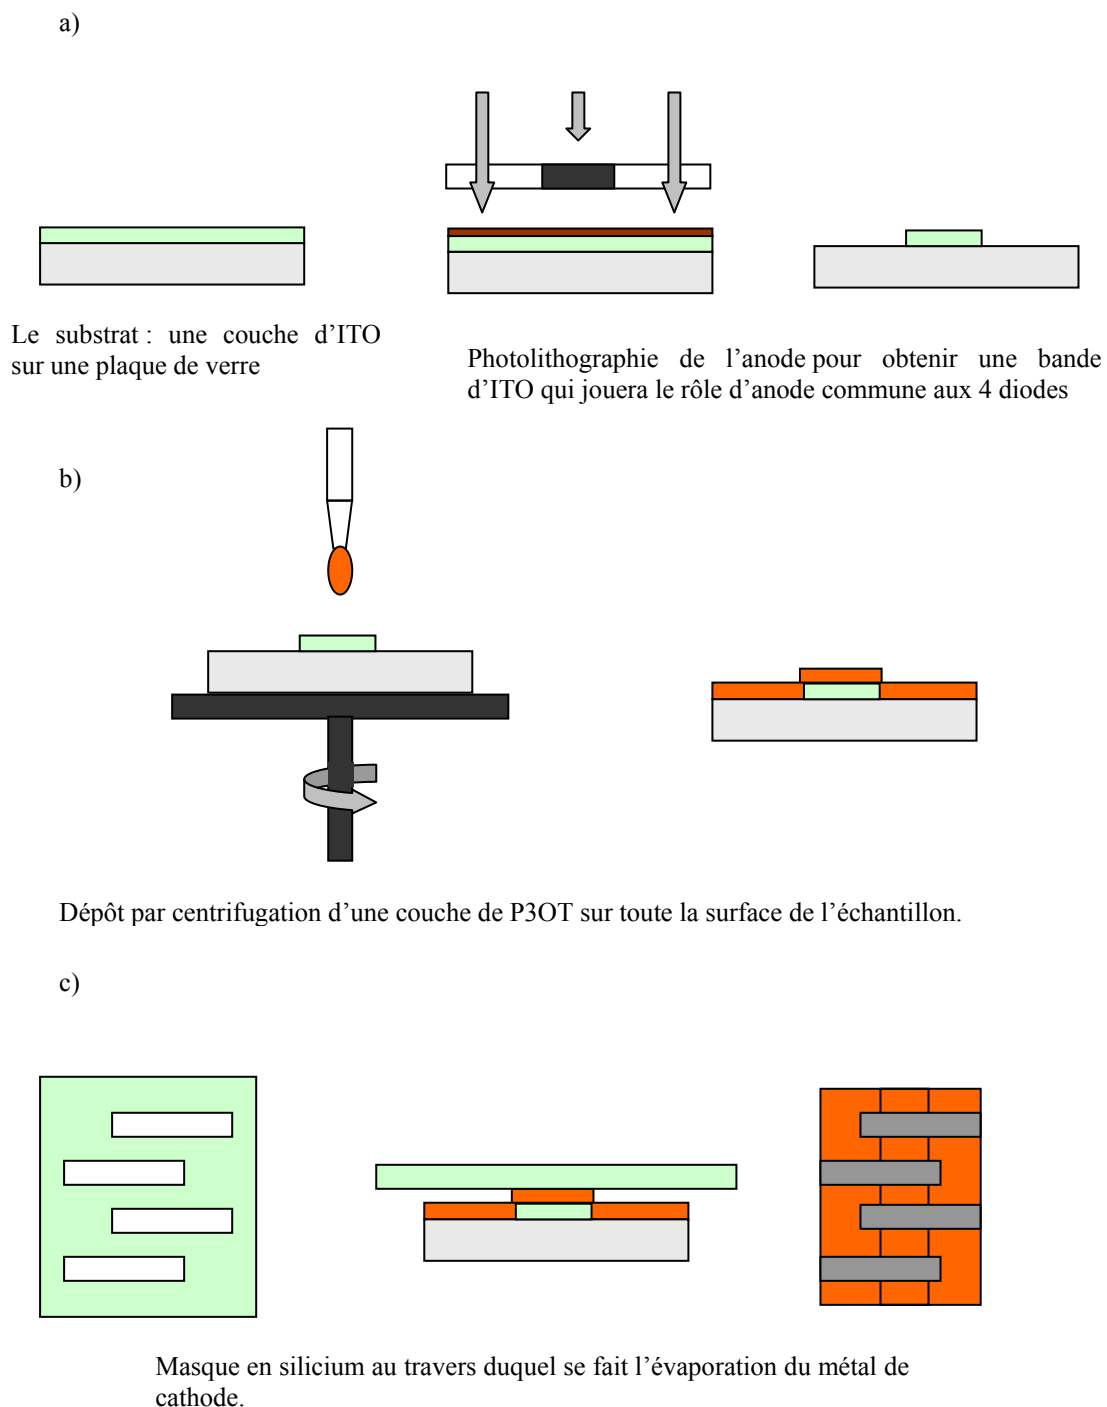 a)
Le substrat : une couche d’ITO
sur une plaque de verre
Photolithographie de l’anode pour obtenir une bande
d’ITO qui jouera le rôle d’anode commune aux 4 diodes
b)
Dépôt par centrifugation d’une couche de P3OT sur toute la surface de l’échantillon.
c)
Masque en silicium au travers duquel se fait l’évaporation du métal de
cathode.